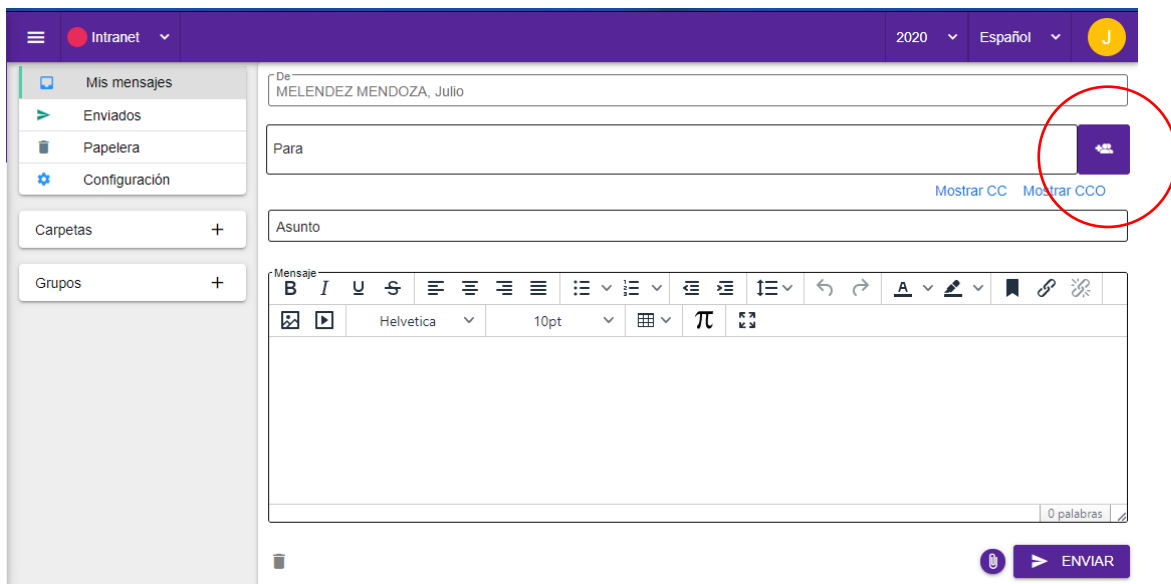 Intranet 2020 Español J
Mis mensajes
Enviados
Papelera
Configuración
Carpetas +
Grupos +
De
MELENDEZ MENDOZA, Julio
Para
Mostrar CC Mostrar CCO
Asunto
Mensaje
B I U S A
Helvetica 10pt π
0 palabras
ENVIAR